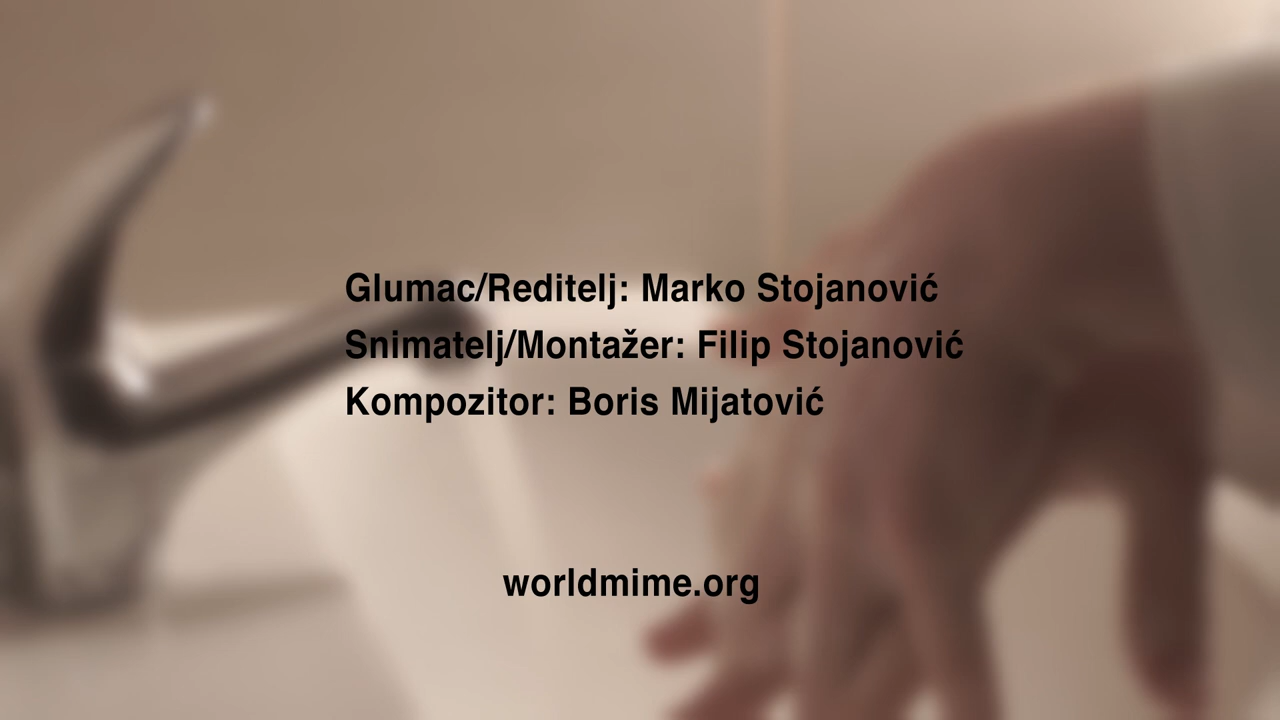 Glumac/Reditelj: Marko Stojanović
Snimatelj/Montažer: Filip Stojanović
Kompozitor: Boris Mijatović
worldmime.org